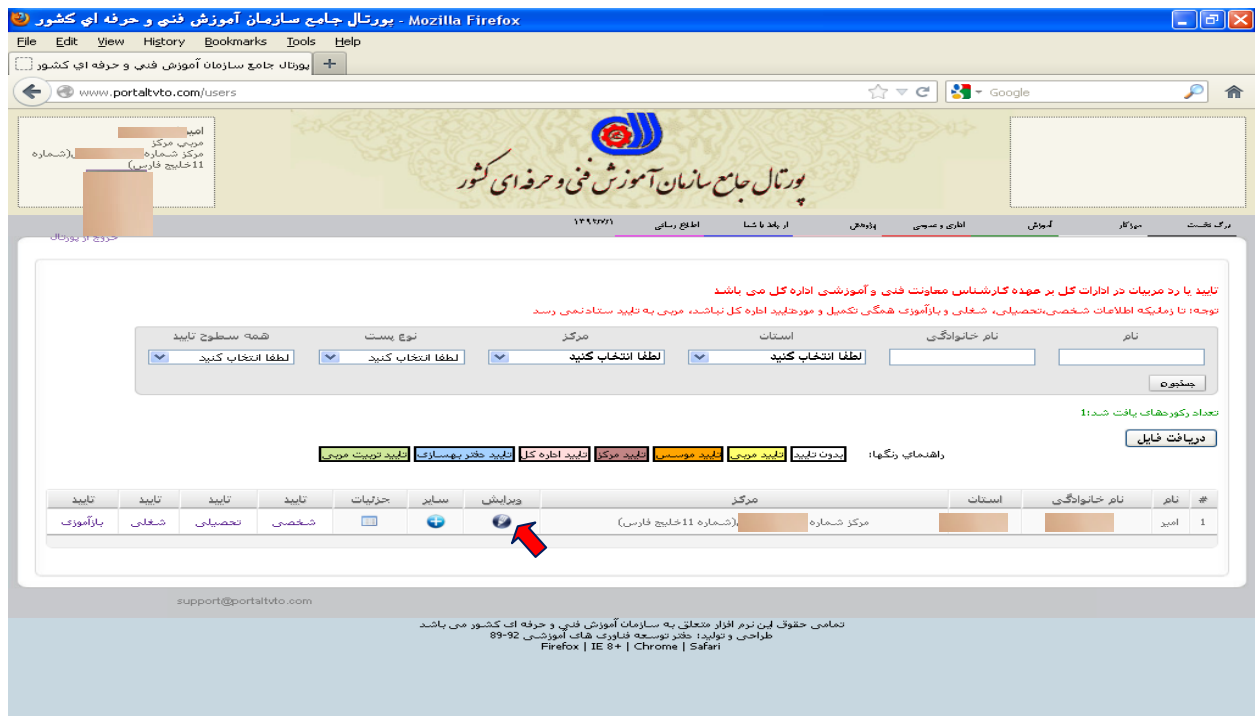 پورتال جامع سازمان آموزش فني و حرفه اي کشور - Mozilla Firefox
File Edit View History Bookmarks Tools Help
پورتال جامع سازمان آموزش فني و حرفه اي کشور +
www.portaltvto.com/users
Google
امیر
مربی مرکز
مرکز شماره (شماره
11خلیج فارس)
پورتال جامع سازمان آموزش فنی و حرفه ای کشور
خروج از پورتال
برگ نخست میزکار آموزش اداری و عمومی پژوهش ارتباط با شما اطلاع رسانی
تایید یا رد مربیات در ادارات کل بر عهده کارشناس معاونت فنی و آموزشی اداره کل می باشد
توجه: تا زمانیکه اطلاعات شخصی،تحصیلی، شغلی و بازآموزی همگی تکمیل و موردتایید اداره کل نباشد، مربی به تایید ستادنمی رسد
نام نام خانوادگی استان مرکز نوع پست همه سطوح تایید
لطفا انتخاب کنید لطفا انتخاب کنید لطفا انتخاب کنید لطفا انتخاب کنید
جستجو
تعداد رکوردهای یافت شد:1
دریافت فایل
راهنمای رنگها: بدون تایید تایید مربی تایید موسس تایید مرکز تایید اداره کل تایید دفتر بهسازی تایید تربیت مربی
# نام نام خانوادگی استان مرکز ویرایش سایر جزئیات تایید تایید تایید تایید
1 امیر مرکز شماره (شماره 11خلیج فارس) شخصی تحصیلی شغلی بازآموزی
support@portaltvto.com
تمامی حقوق این نرم افزار متعلق به سازمان آموزش فنی و حرفه ای کشور می باشد
طراحی و تولید: دفتر توسعه فناوری های آموزشی 92-89
Firefox | IE 8+ | Chrome | Safari